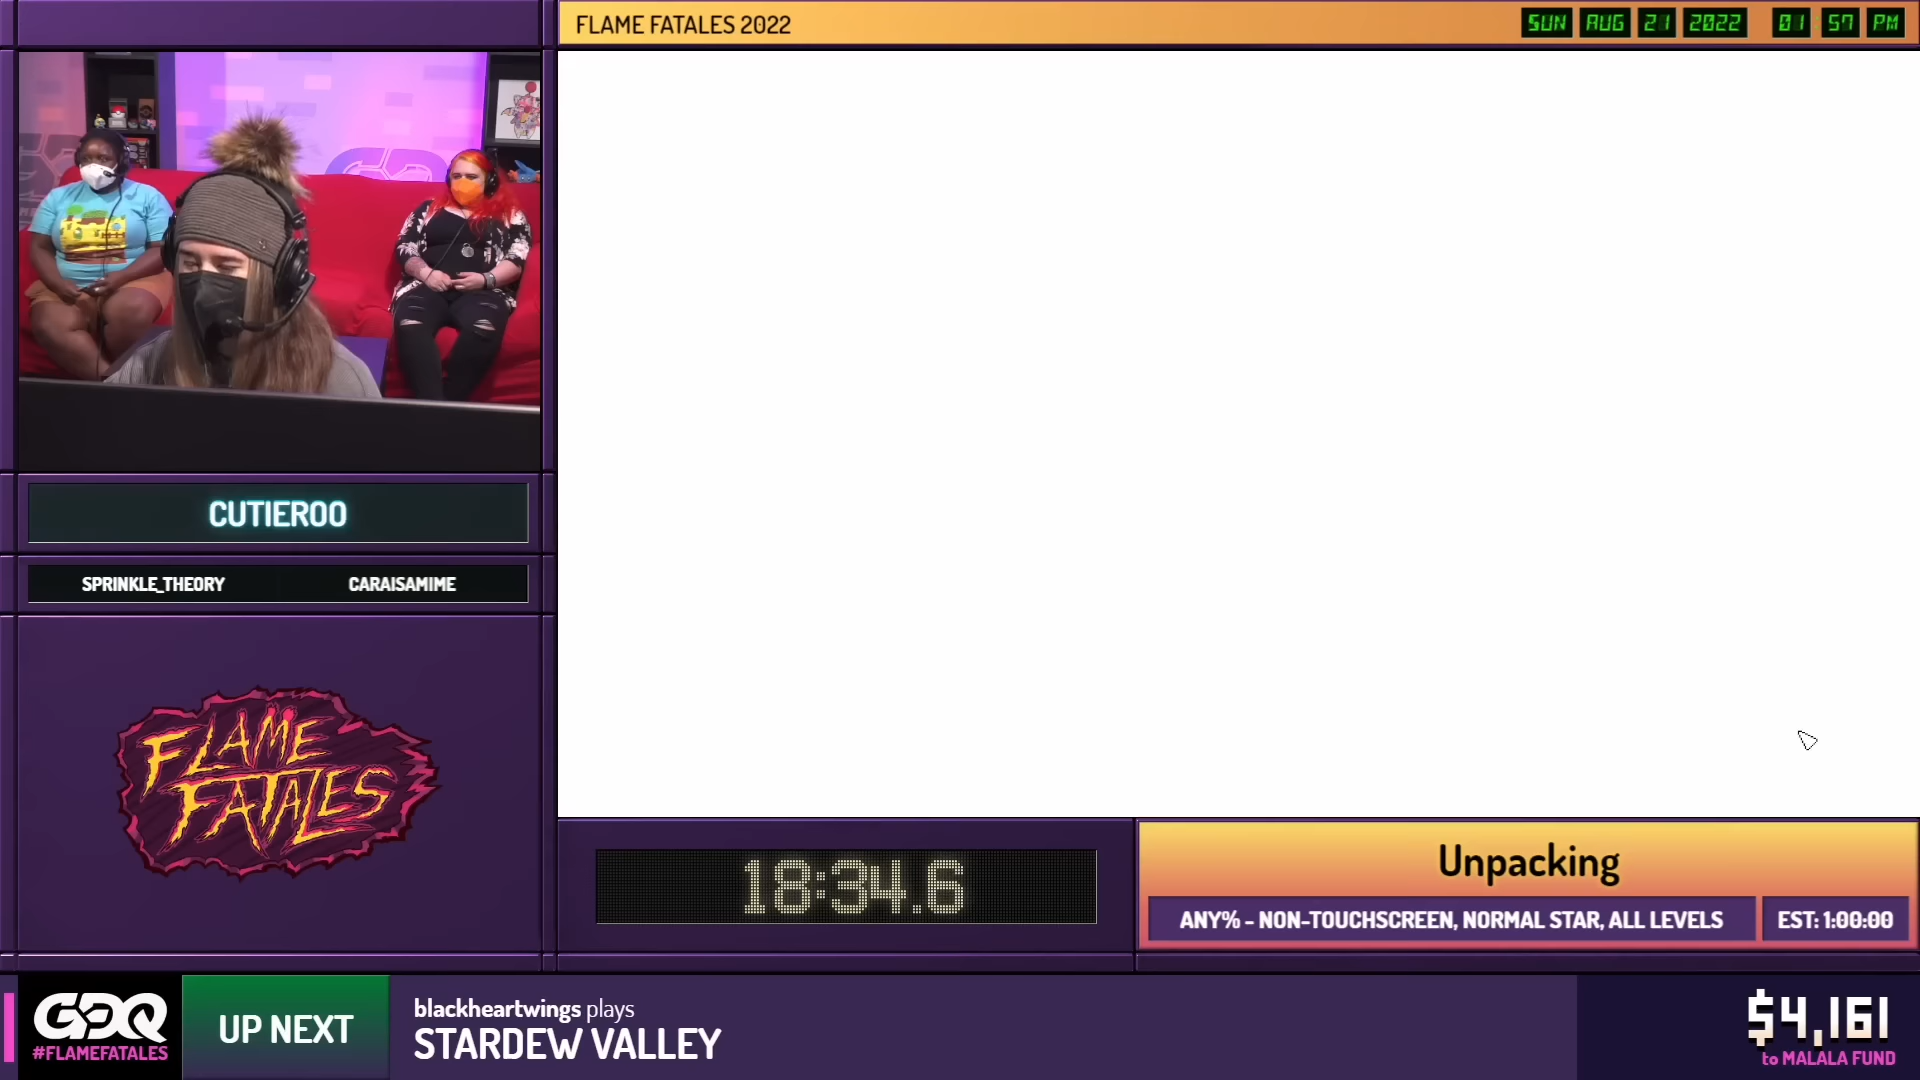 FLAME FATALES 2022
SUN AUG 21 2022 01 57 PM
CUTIEROO
SPRINKLE_THEORY CARAISAMIME
FLAME
FATALES
18:34.6
Unpacking
ANY% - NON-TOUCHSCREEN, NORMAL STAR, ALL LEVELS
EST: 1:00:00
GDQ
#FLAMEFATALES
UP NEXT
blackheartwings plays
STARDEW VALLEY
$4,161
to MALALA FUND